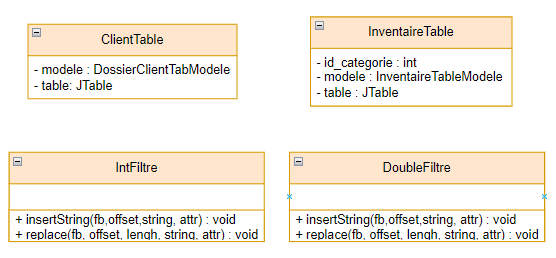 ClientTable
- modele : DossierClientTabModele
- table: JTable
InventaireTable
- id_categorie : int
- modele : InventaireTableModele
- table : JTable
IntFiltre
+ insertString(fb,offset,string, attr) : void
+ replace(fb, offset, lengh, string, attr) : void
DoubleFiltre
+ insertString(fb,offset,string, attr) : void
+ replace(fb, offset, lengh, string, attr) : void